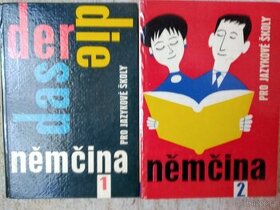 der
die
das
němčina
1
PRO JAZYKOVÉ ŠKOLY
němčina
2
PRO JAZYKOVÉ ŠKOLY